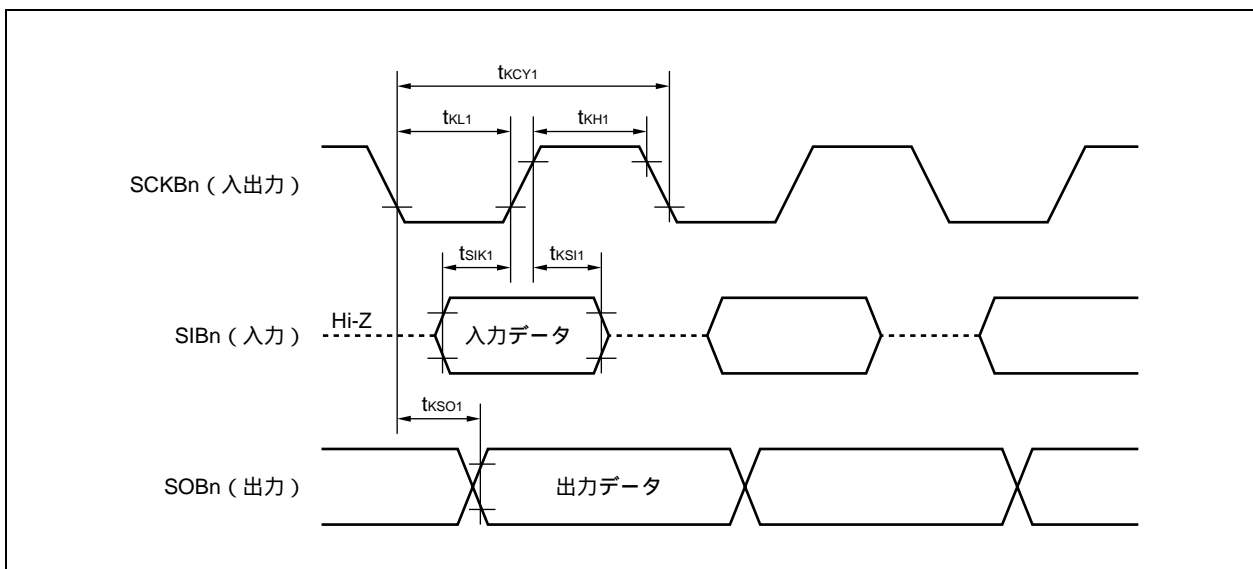 tKCY1
tKL1
tKH1
SCKBn（入出力）
tSIK1
tKSI1
Hi-Z
SIBn（入力）
入力データ
tKSO1
SOBn（出力）
出力データ